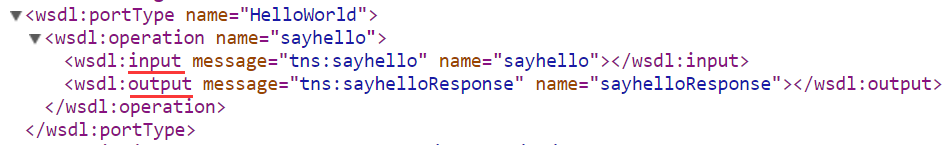 ▼<wsdl:portType name="HelloWorld">
▼<wsdl:operation name="sayhello">
<wsdl:input message="tns:sayhello" name="sayhello"></wsdl:input>
<wsdl:output message="tns:sayhelloResponse" name="sayhelloResponse"></wsdl:output>
</wsdl:operation>
</wsdl:portType>